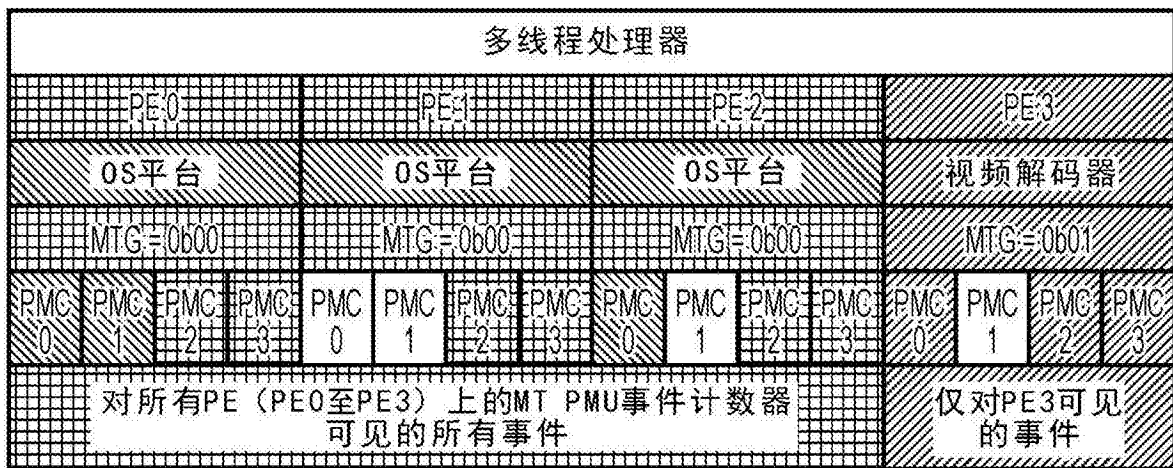 多线程处理器
PE 0 PE 1 PE 2 PE 3
OS平台 OS平台 OS平台 视频解码器
MTG=0b00 MTG=0b00 MTG=0b00 MTG=0b01
PMC PMC PMC PMC PMC PMC PMC PMC PMC PMC PMC PMC PMC PMC PMC PMC
0 1 2 3 0 1 2 3 0 1 2 3 0 1 2 3
对所有PE（PE0至PE3）上的MT PMU事件计数器 仅对PE3可见
可见的所有事件 的事件